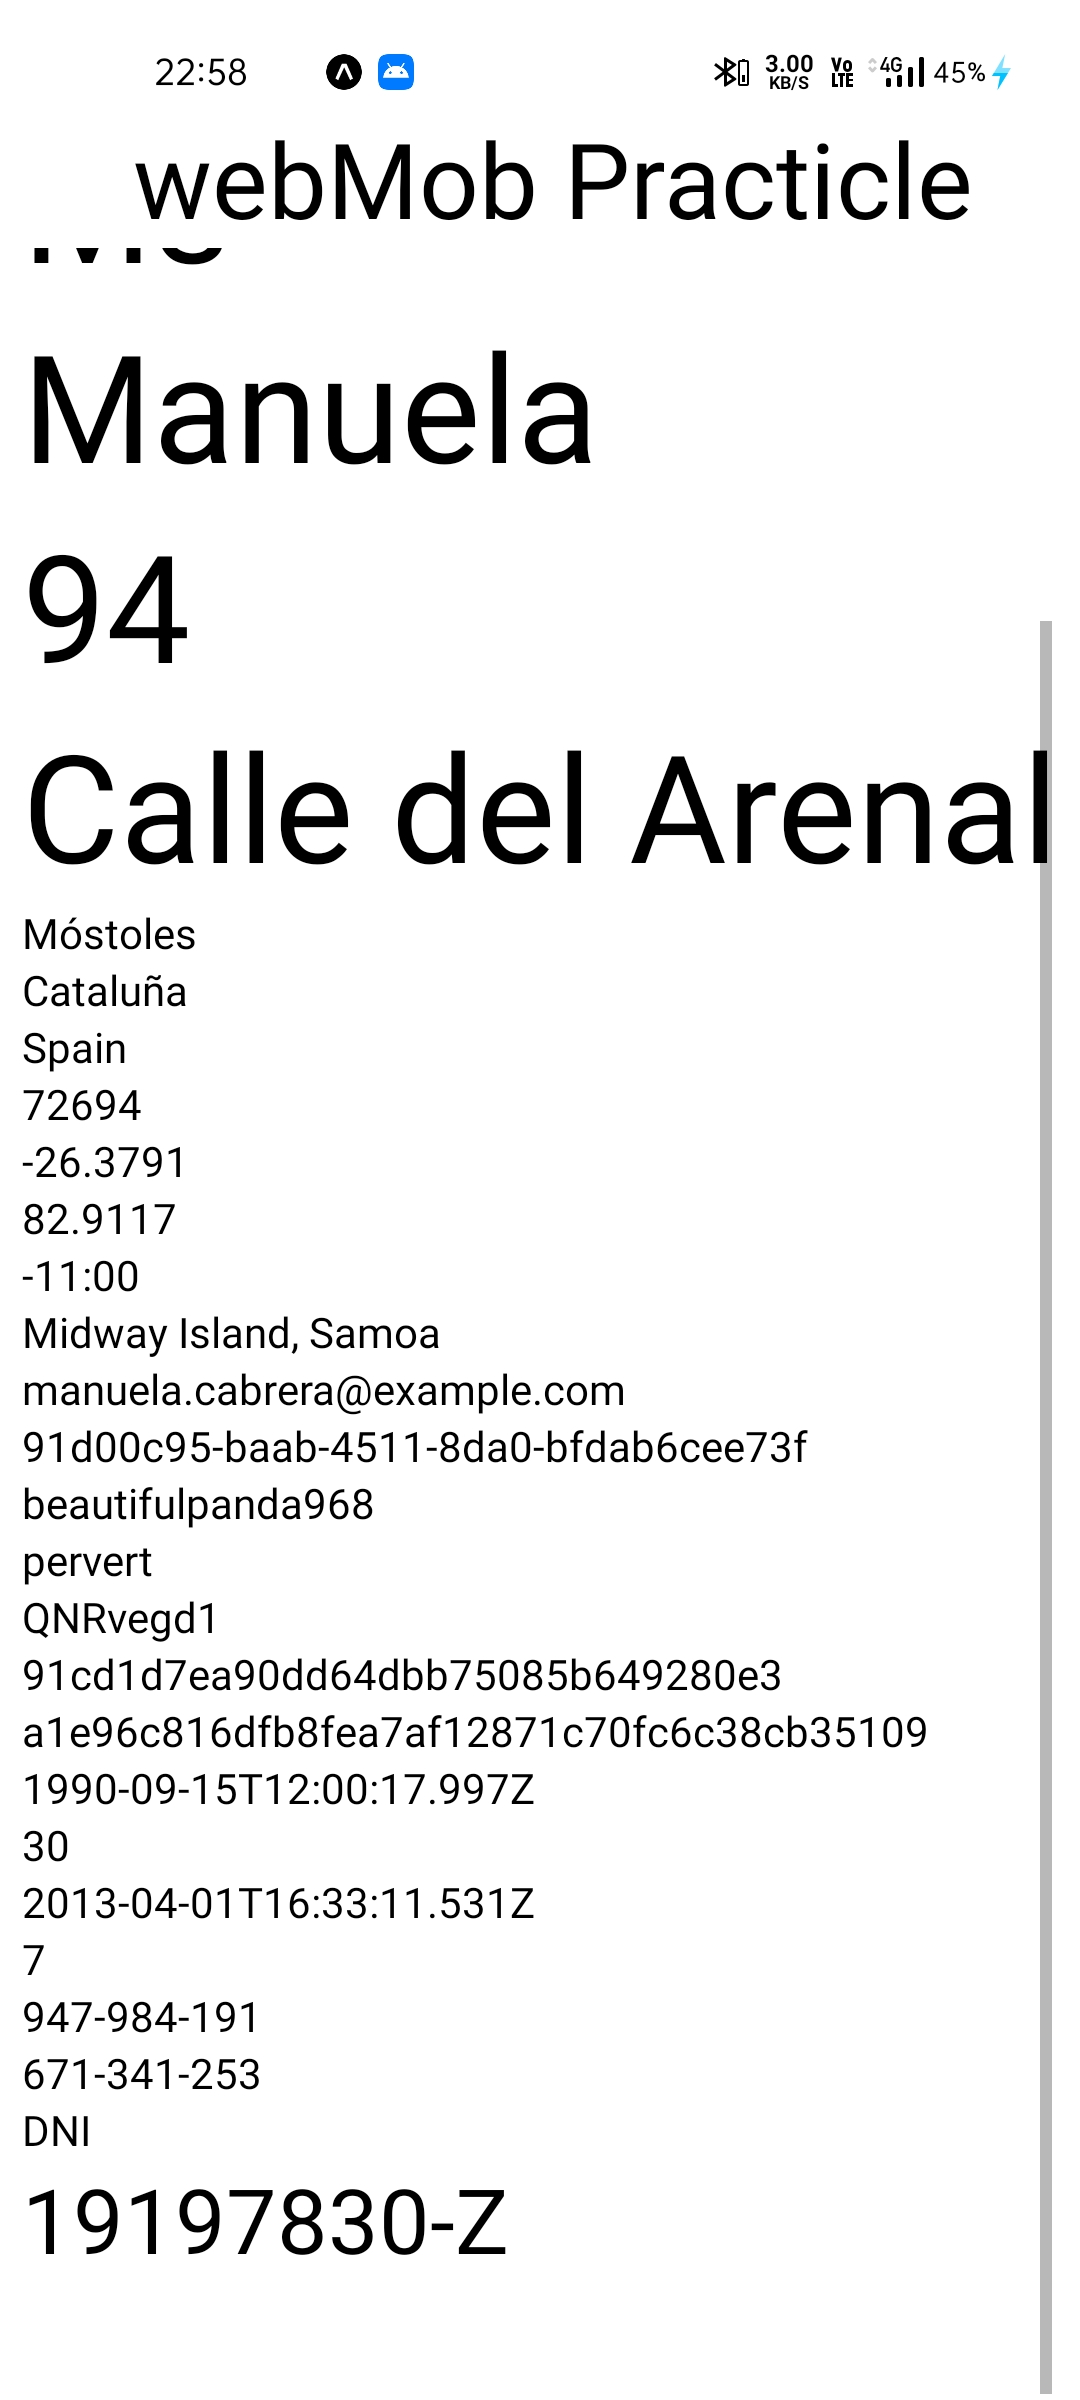 22:58
3.00
KB/S
Vo
LTE
4G
45%
webMob Practicle
Manuela
94
Calle del Arenal
Móstoles
Cataluña
Spain
72694
-26.3791
82.9117
-11:00
Midway Island, Samoa
manuela.cabrera@example.com
91d00c95-baab-4511-8da0-bfdab6cee73f
beautifulpanda968
pervert
QNRvegd1
91cd1d7ea90dd64dbb75085b649280e3
a1e96c816dfb8fea7af12871c70fc6c38cb35109
1990-09-15T12:00:17.997Z
30
2013-04-01T16:33:11.531Z
7
947-984-191
671-341-253
DNI
19197830-Z